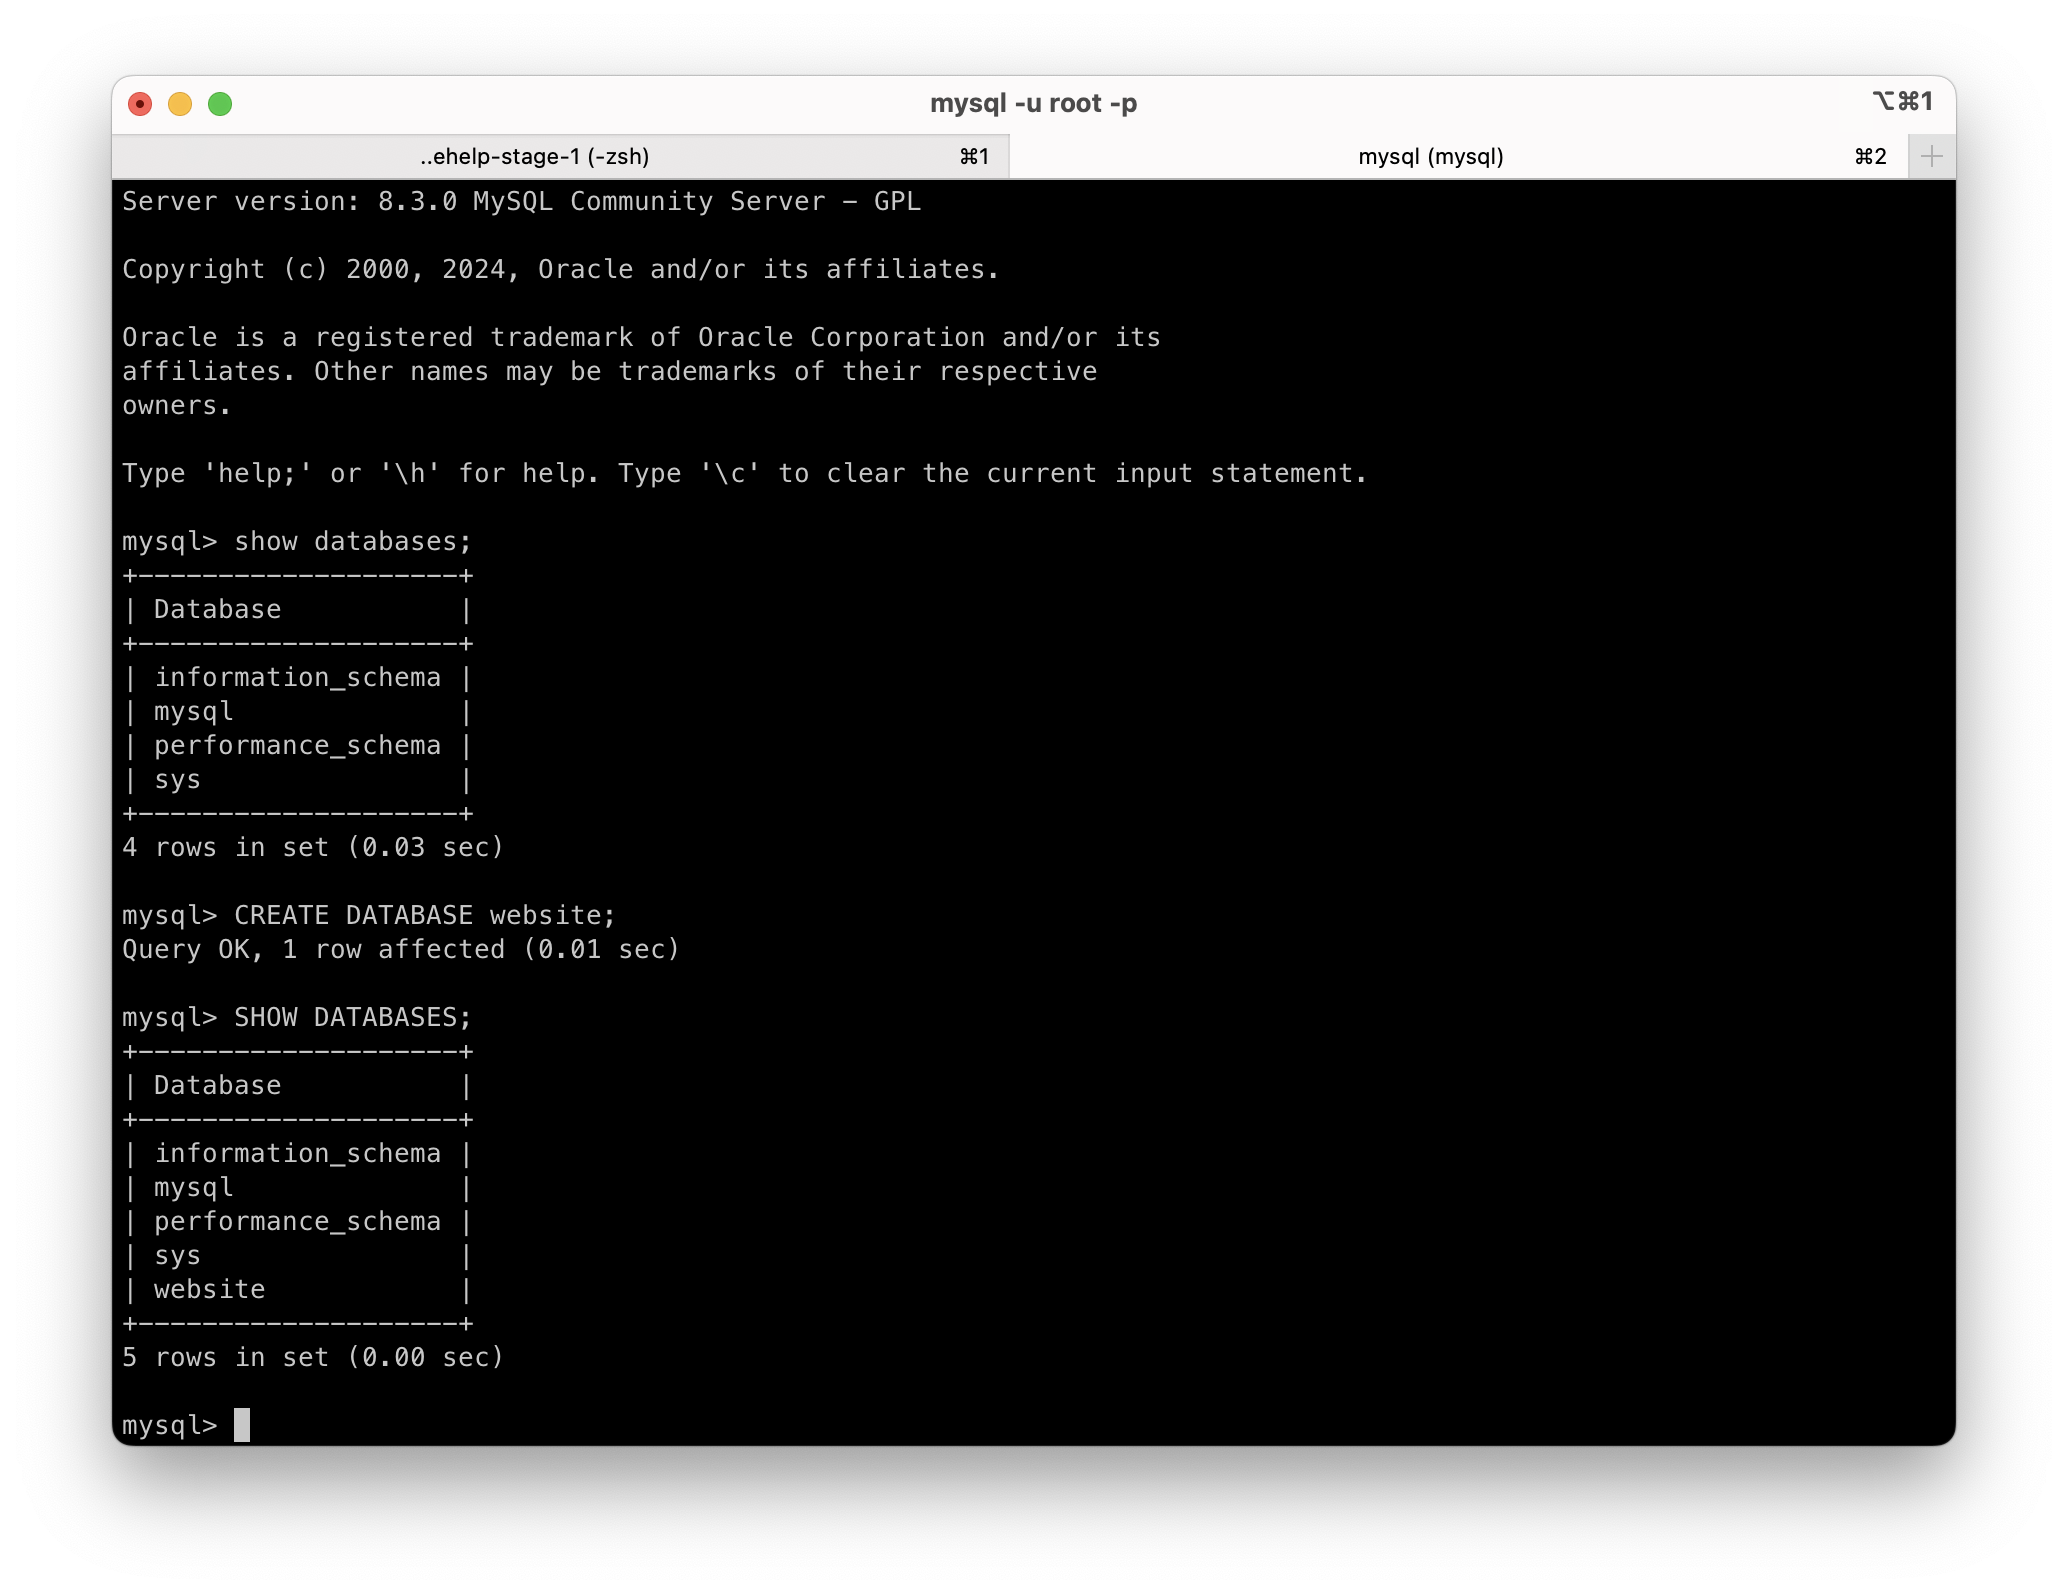 mysql -u root -p
⌥⌘1
..ehelp-stage-1 (-zsh) ⌘1 mysql (mysql) ⌘2 +
Server version: 8.3.0 MySQL Community Server - GPL
Copyright (c) 2000, 2024, Oracle and/or its affiliates.
Oracle is a registered trademark of Oracle Corporation and/or its
affiliates. Other names may be trademarks of their respective
owners.
Type 'help;' or '\h' for help. Type '\c' to clear the current input statement.
mysql> show databases;
+--------------------+
| Database           |
+--------------------+
| information_schema |
| mysql              |
| performance_schema |
| sys                |
+--------------------+
4 rows in set (0.03 sec)
mysql> CREATE DATABASE website;
Query OK, 1 row affected (0.01 sec)
mysql> SHOW DATABASES;
+--------------------+
| Database           |
+--------------------+
| information_schema |
| mysql              |
| performance_schema |
| sys                |
| website            |
+--------------------+
5 rows in set (0.00 sec)
mysql>